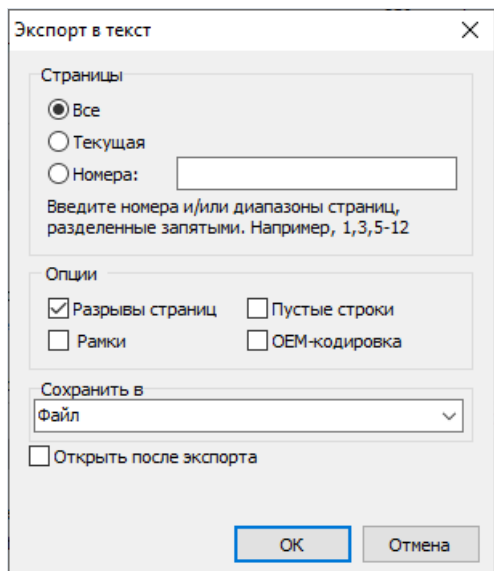 Экспорт в текст
Страницы
Все
Текущая
Номера:
Введите номера и/или диапазоны страниц,
разделенные запятыми. Например, 1,3,5-12
Опции
Разрывы страниц Пустые строки
Рамки OEM-кодировка
Сохранить в
Файл
Открыть после экспорта
OK Отмена